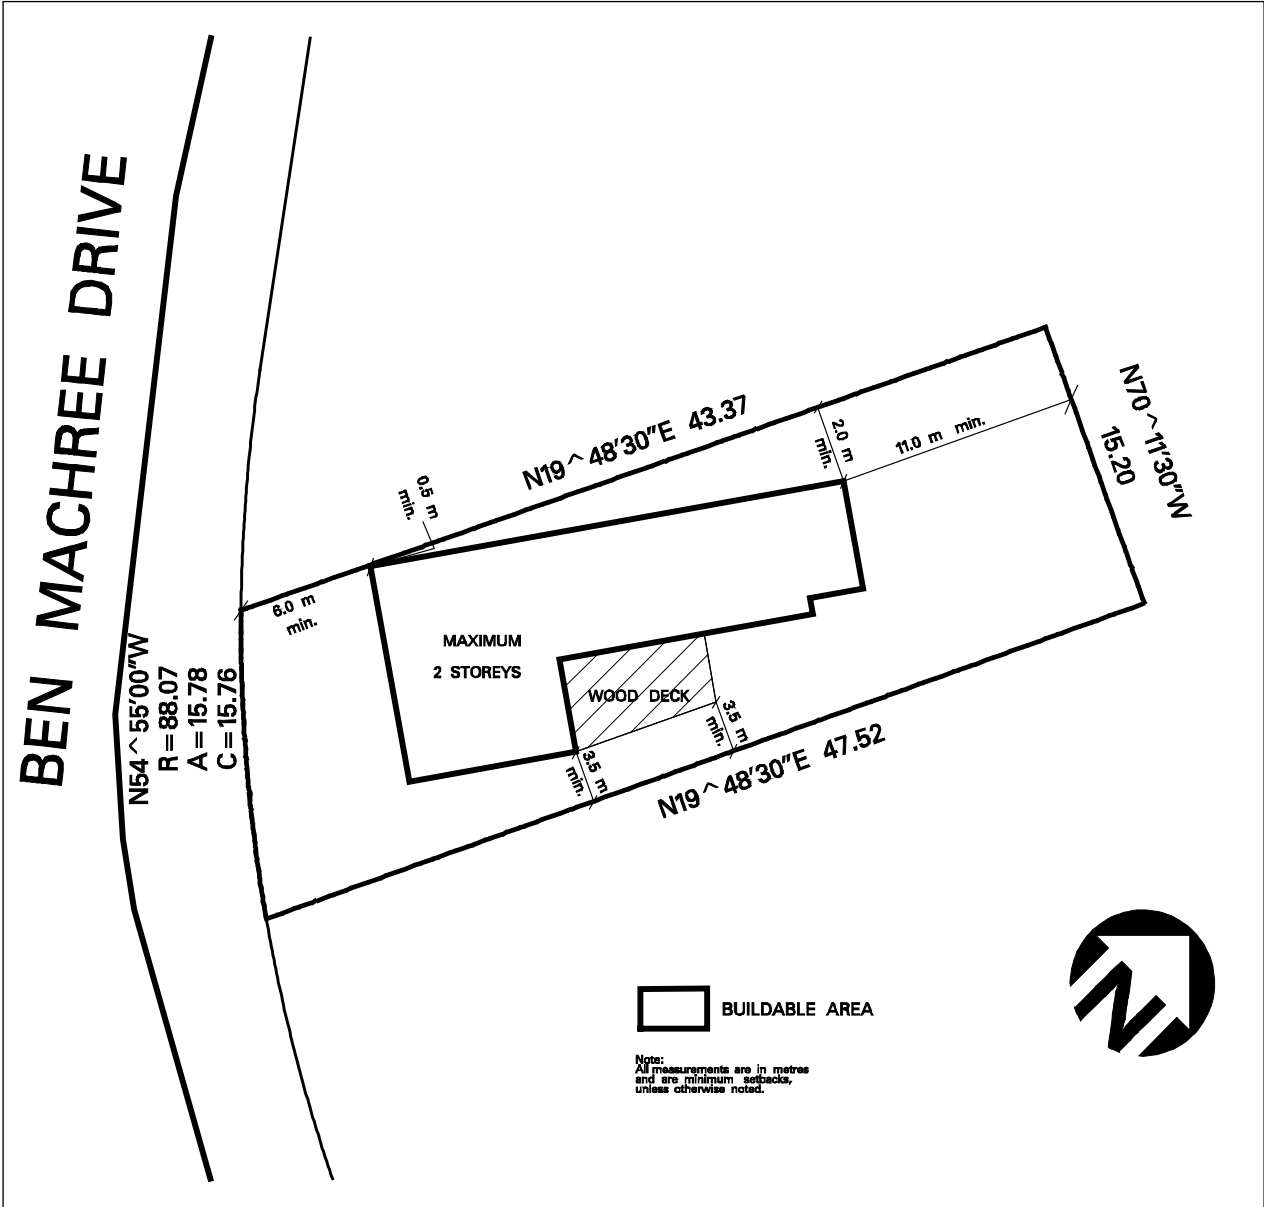 BEN MACHREE DRIVE
N54^55'00"W
R=88.07
A=15.78
C=15.76
N19^48'30"E 43.37
0.5 m
min.
6.0 m
min.
2.0 m
min.
11.0 m min.
N70^11'30"W
15.20
MAXIMUM
2 STOREYS
WOOD DECK
3.5 m
min.
3.5 m
min.
N19^48'30"E 47.52
BUILDABLE AREA
Note:
All measurements are in metres
and are minimum setbacks,
unless otherwise noted.
N